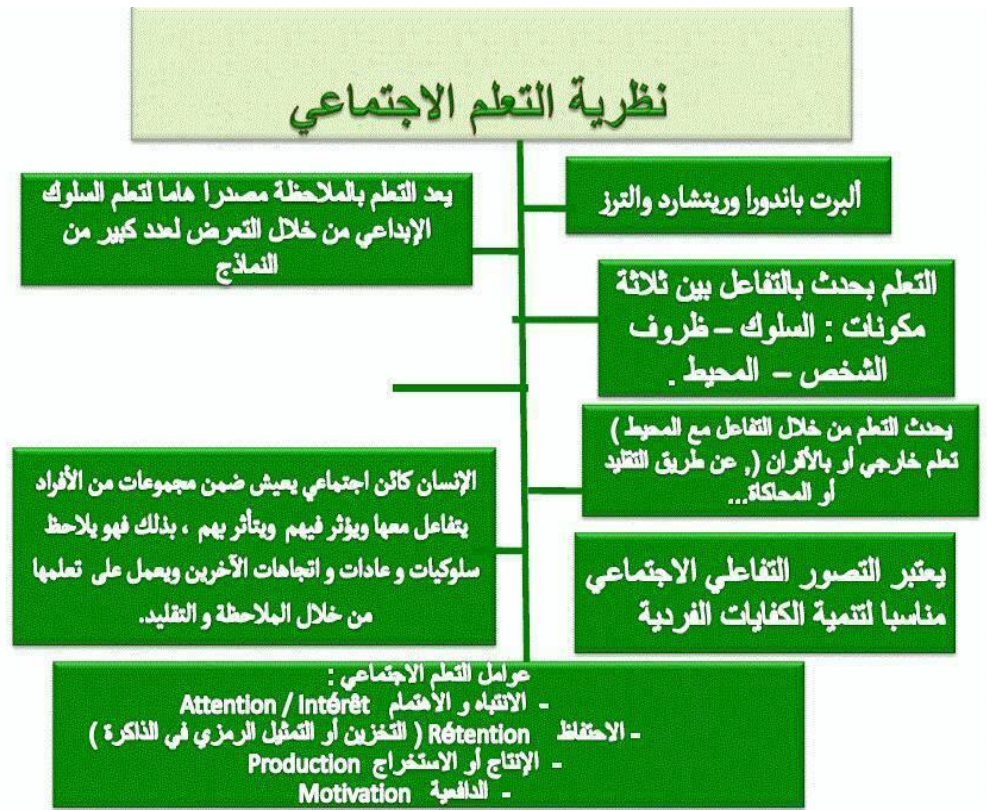 نظرية التعلم الاجتماعي
ألبرت باندورا وريتشارد والترز
يعد التعلم بالملاحظة مصدرا هاما لتعلم السلوك
الإبداعي من خلال التعرض لعدد كبير من
النماذج
التعلم يحدث بالتفاعل بين ثلاثة
مكونات : السلوك – ظروف
الشخص – المحيط .
يحدث التعلم من خلال التفاعل مع المحيط )
تعلم خارجي أو بالأقران (, عن طريق التقليد
أو المحاكاة...
الإنسان كائن اجتماعي يعيش ضمن مجموعات من الأفراد
يتفاعل معها ويؤثر فيهم ويتأثر بهم ، بذلك فهو يلاحظ
سلوكيات و عادات و اتجاهات الآخرين ويعمل على تعلمها
من خلال الملاحظة و التقليد.
يعتبر التصور التفاعلي الاجتماعي
مناسبا لتنمية الكفايات الفردية
عوامل التعلم الاجتماعي :
- الانتباه و الاهتمام Attention / Intérêt
- الاحتفاظ Rétention ( التخزين أو التمثيل الرمزي في الذاكرة )
- الإنتاج أو الاستخراج Production
- الدافعية Motivation